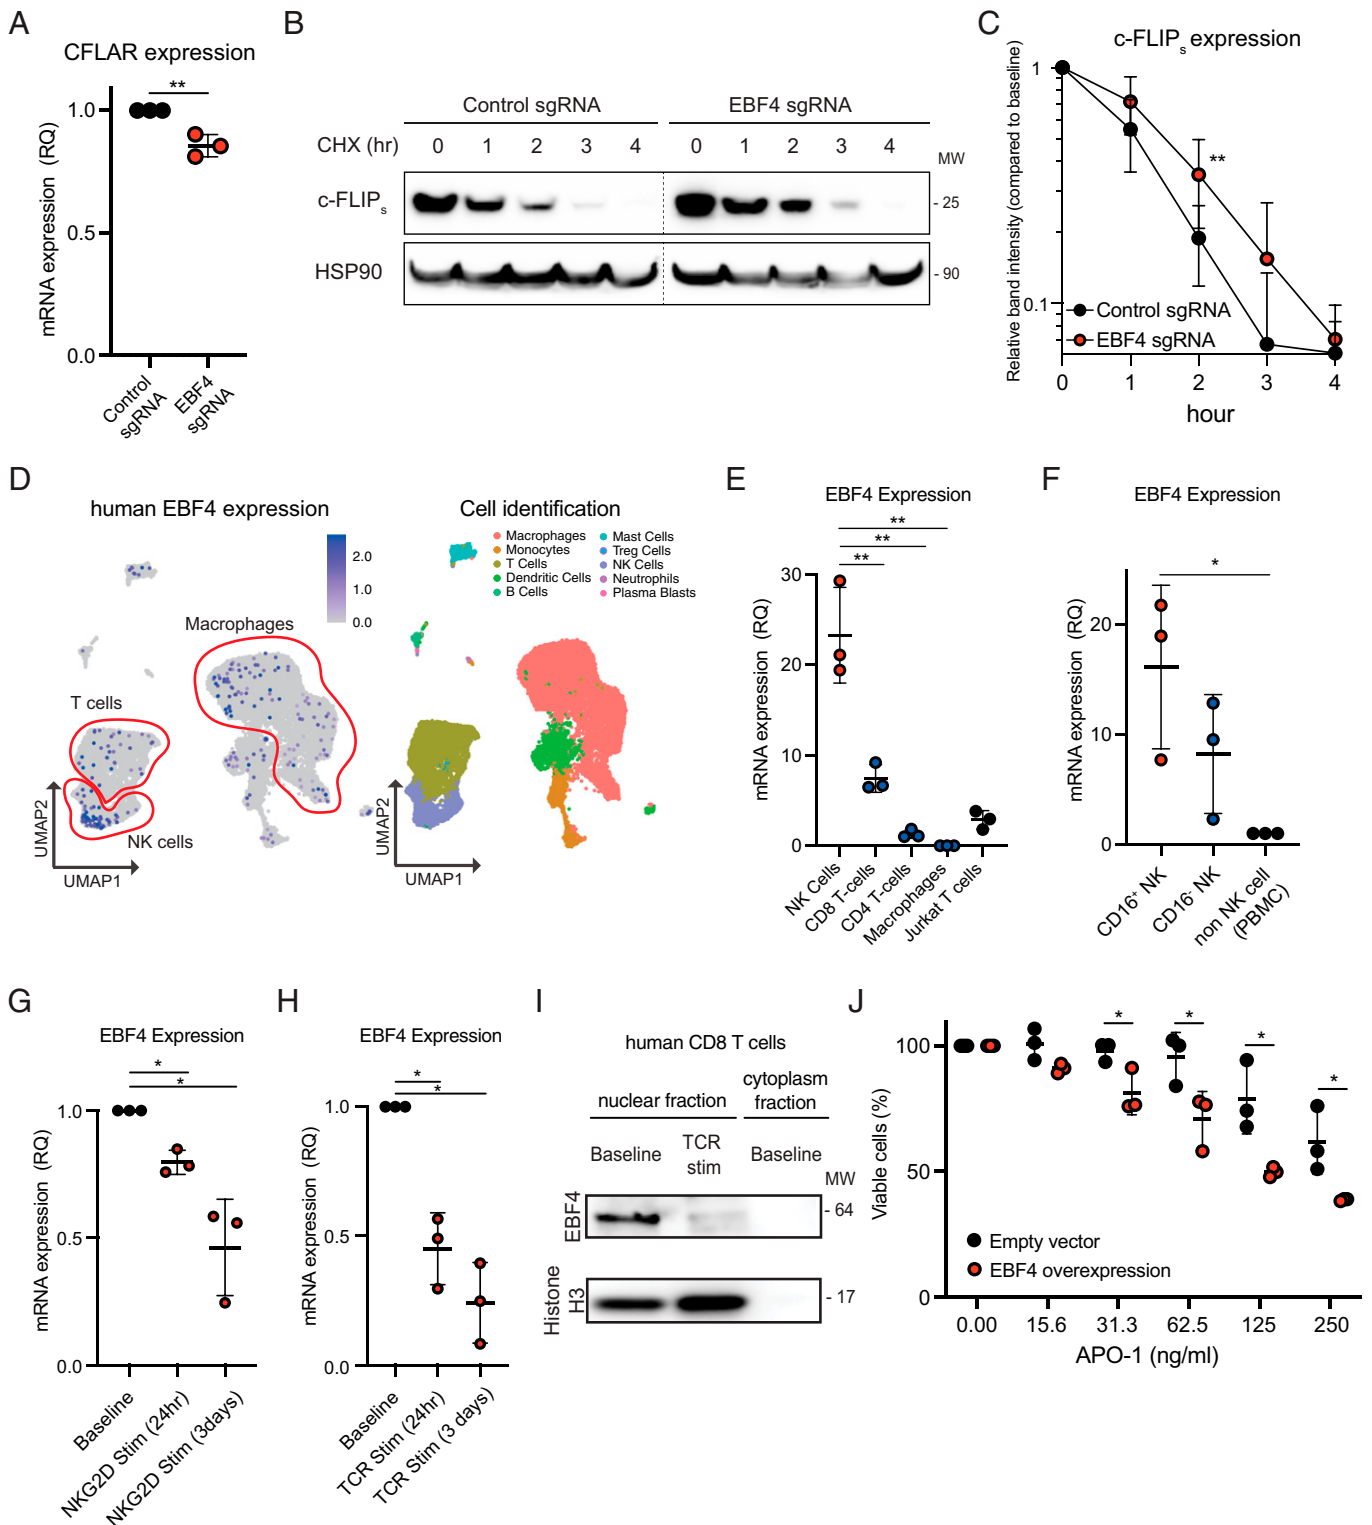 A
CFLAR expression
**
mRNA expression (RQ)
1.0
0.5
0.0
Control sgRNA
EBF4 sgRNA
B
Control sgRNA
EBF4 sgRNA
CHX (hr)
0 1 2 3 4 0 1 2 3 4
MW
c-FLIPs
- 25
HSP90
- 90
C
c-FLIPs expression
Relative band intensity (compared to baseline)
1
0.1
**
Control sgRNA
EBF4 sgRNA
0 1 2 3 4
hour
D
human EBF4 expression
2.0
1.0
0.0
Macrophages
T cells
NK cells
UMAP2
UMAP1
Cell identification
Macrophages
Monocytes
T Cells
Dendritic Cells
B Cells
Mast Cells
Treg Cells
NK Cells
Neutrophils
Plasma Blasts
UMAP2
UMAP1
E
EBF4 Expression
**
**
**
mRNA expression (RQ)
30
20
10
0
NK Cells
CD8 T-cells
CD4 T-cells
Macrophages
Jurkat T cells
F
EBF4 Expression
*
mRNA expression (RQ)
20
10
0
CD16+ NK
CD16- NK
non NK cell (PBMC)
G
EBF4 Expression
*
*
mRNA expression (RQ)
1.0
0.5
0.0
Baseline
NKG2D Stim (24hr)
NKG2D Stim (3days)
H
EBF4 Expression
*
*
mRNA expression (RQ)
1.0
0.5
0.0
Baseline
TCR Stim (24hr)
TCR Stim (3 days)
I
human CD8 T cells
nuclear fraction
cytoplasm fraction
Baseline
TCR stim
Baseline
MW
EBF4
- 64
Histone H3
- 17
J
* * * *
Viable cells (%)
100
50
0
Empty vector
EBF4 overexpression
0.00 15.6 31.3 62.5 125 250
APO-1 (ng/ml)